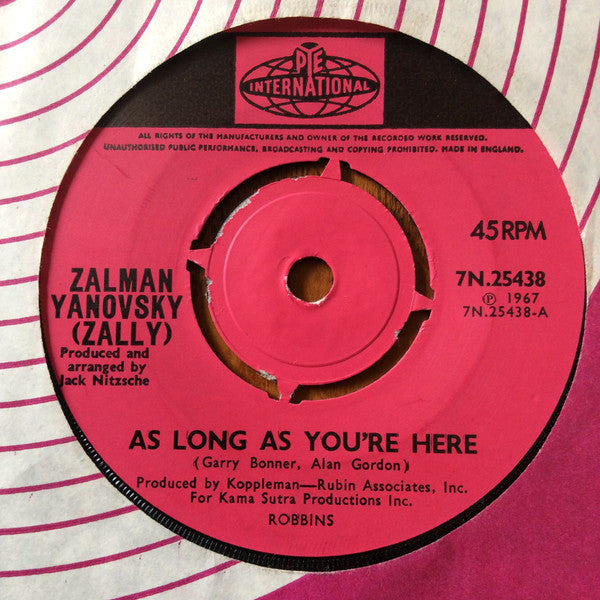 PYE
INTERNATIONAL
ALL RIGHTS OF THE MANUFACTURERS AND OWNER OF THE RECORDED WORK RESERVED.
UNAUTHORISED PUBLIC PERFORMANCE, BROADCASTING AND COPYING PROHIBITED. MADE IN ENGLAND.
45RPM
ZALMAN
YANOVSKY
(ZALLY)
Produced and
arranged by
Jack Nitzsche
7N.25438
Ⓟ 1967
7N.25438-A
AS LONG AS YOU'RE HERE
(Garry Bonner, Alan Gordon)
Produced by Koppleman—Rubin Associates, Inc.
For Kama Sutra Productions Inc.
ROBBINS